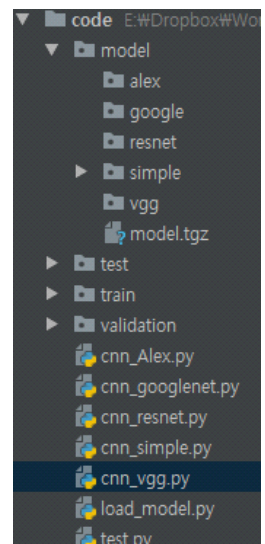 code E:₩Dropbox₩Wor
model
alex
google
resnet
simple
vgg
model.tgz
test
train
validation
cnn_Alex.py
cnn_googlenet.py
cnn_resnet.py
cnn_simple.py
cnn_vgg.py
load_model.py
test.py